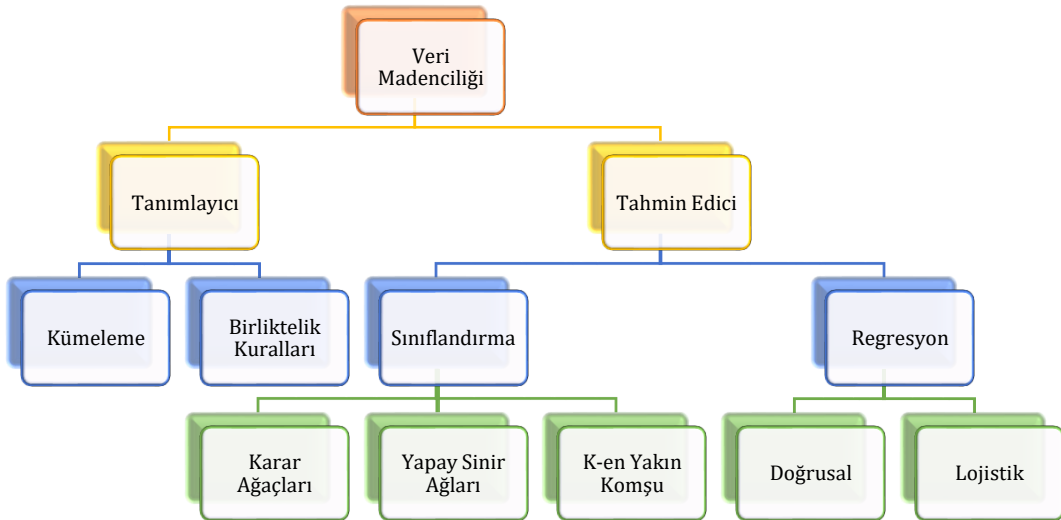 Veri
Madenciliği
Tanımlayıcı
Tahmin Edici
Kümeleme
Birliktelik
Kuralları
Sınıflandırma
Regresyon
Karar
Ağaçları
Yapay Sinir
Ağları
K-en Yakın
Komşu
Doğrusal
Lojistik